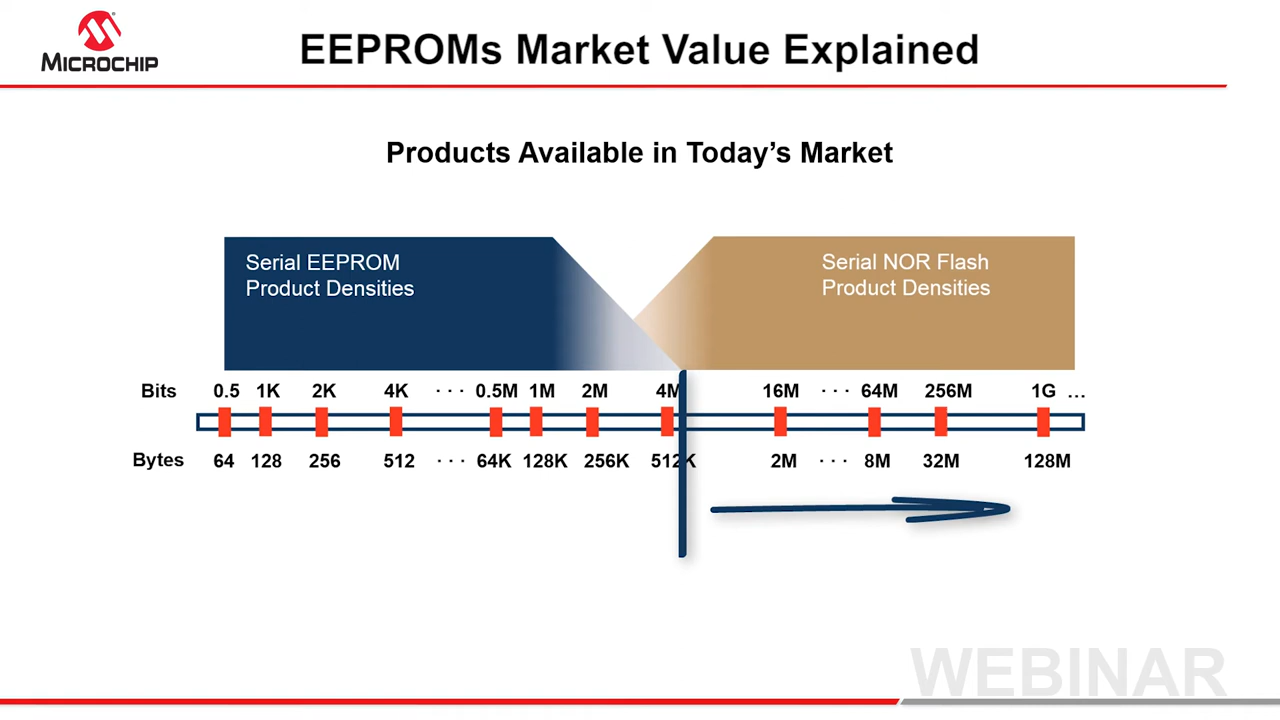 MICROCHIP
EEPROMs Market Value Explained
Products Available in Today's Market
Serial EEPROM
Product Densities
Serial NOR Flash
Product Densities
Bits 0.5 1K 2K 4K ··· 0.5M 1M 2M 4M 16M ··· 64M 256M 1G ...
Bytes 64 128 256 512 ··· 64K 128K 256K 512K 2M ··· 8M 32M 128M
WEBINAR